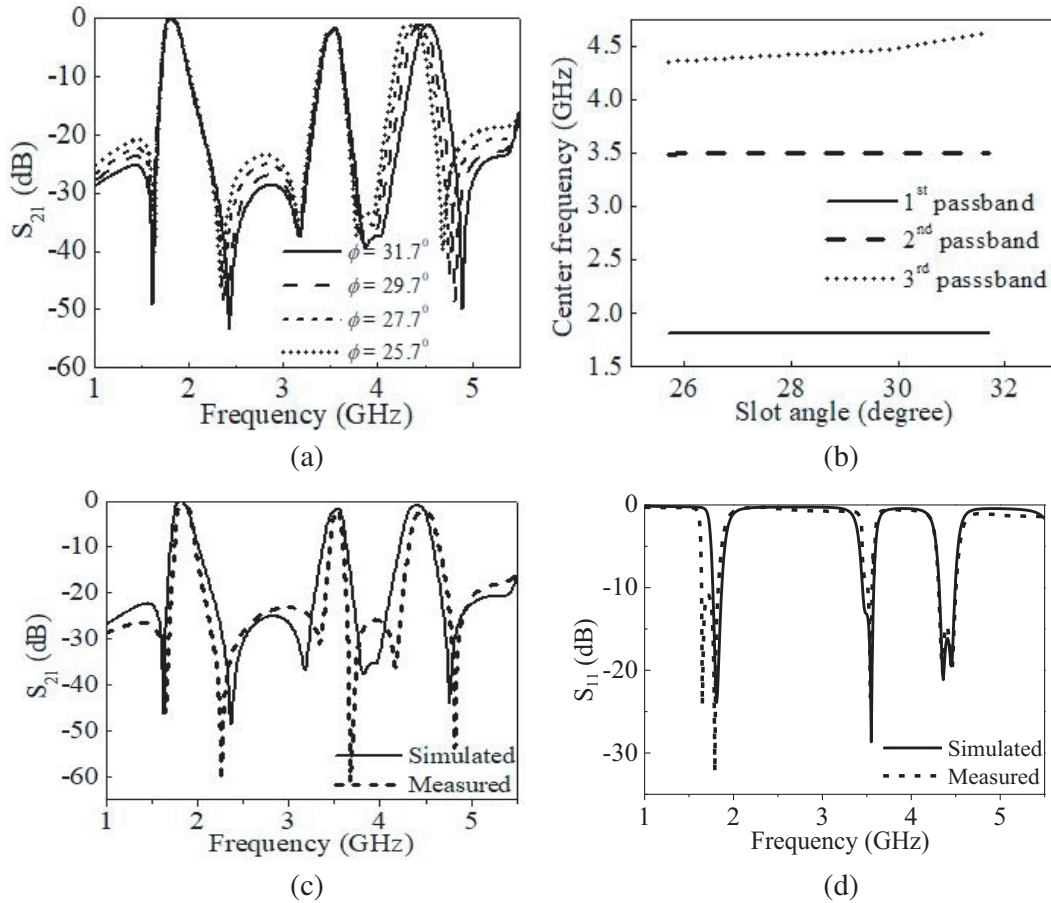 0
-10
-20
-30
-40
-50
-60
S21 (dB)
ϕ = 31.7°
ϕ = 29.7°
ϕ = 27.7°
ϕ = 25.7°
1 2 3 4 5
Frequency (GHz)
(a)
4.5
4.0
3.5
3.0
2.5
2.0
1.5
Center frequency (GHz)
1st passband
2nd passband
3rd passsband
26 28 30 32
Slot angle (degree)
(b)
0
-10
-20
-30
-40
-50
-60
S21 (dB)
Simulated
Measured
1 2 3 4 5
Frequency (GHz)
(c)
0
-10
-20
-30
S11 (dB)
Simulated
Measured
1 2 3 4 5
Frequency (GHz)
(d)